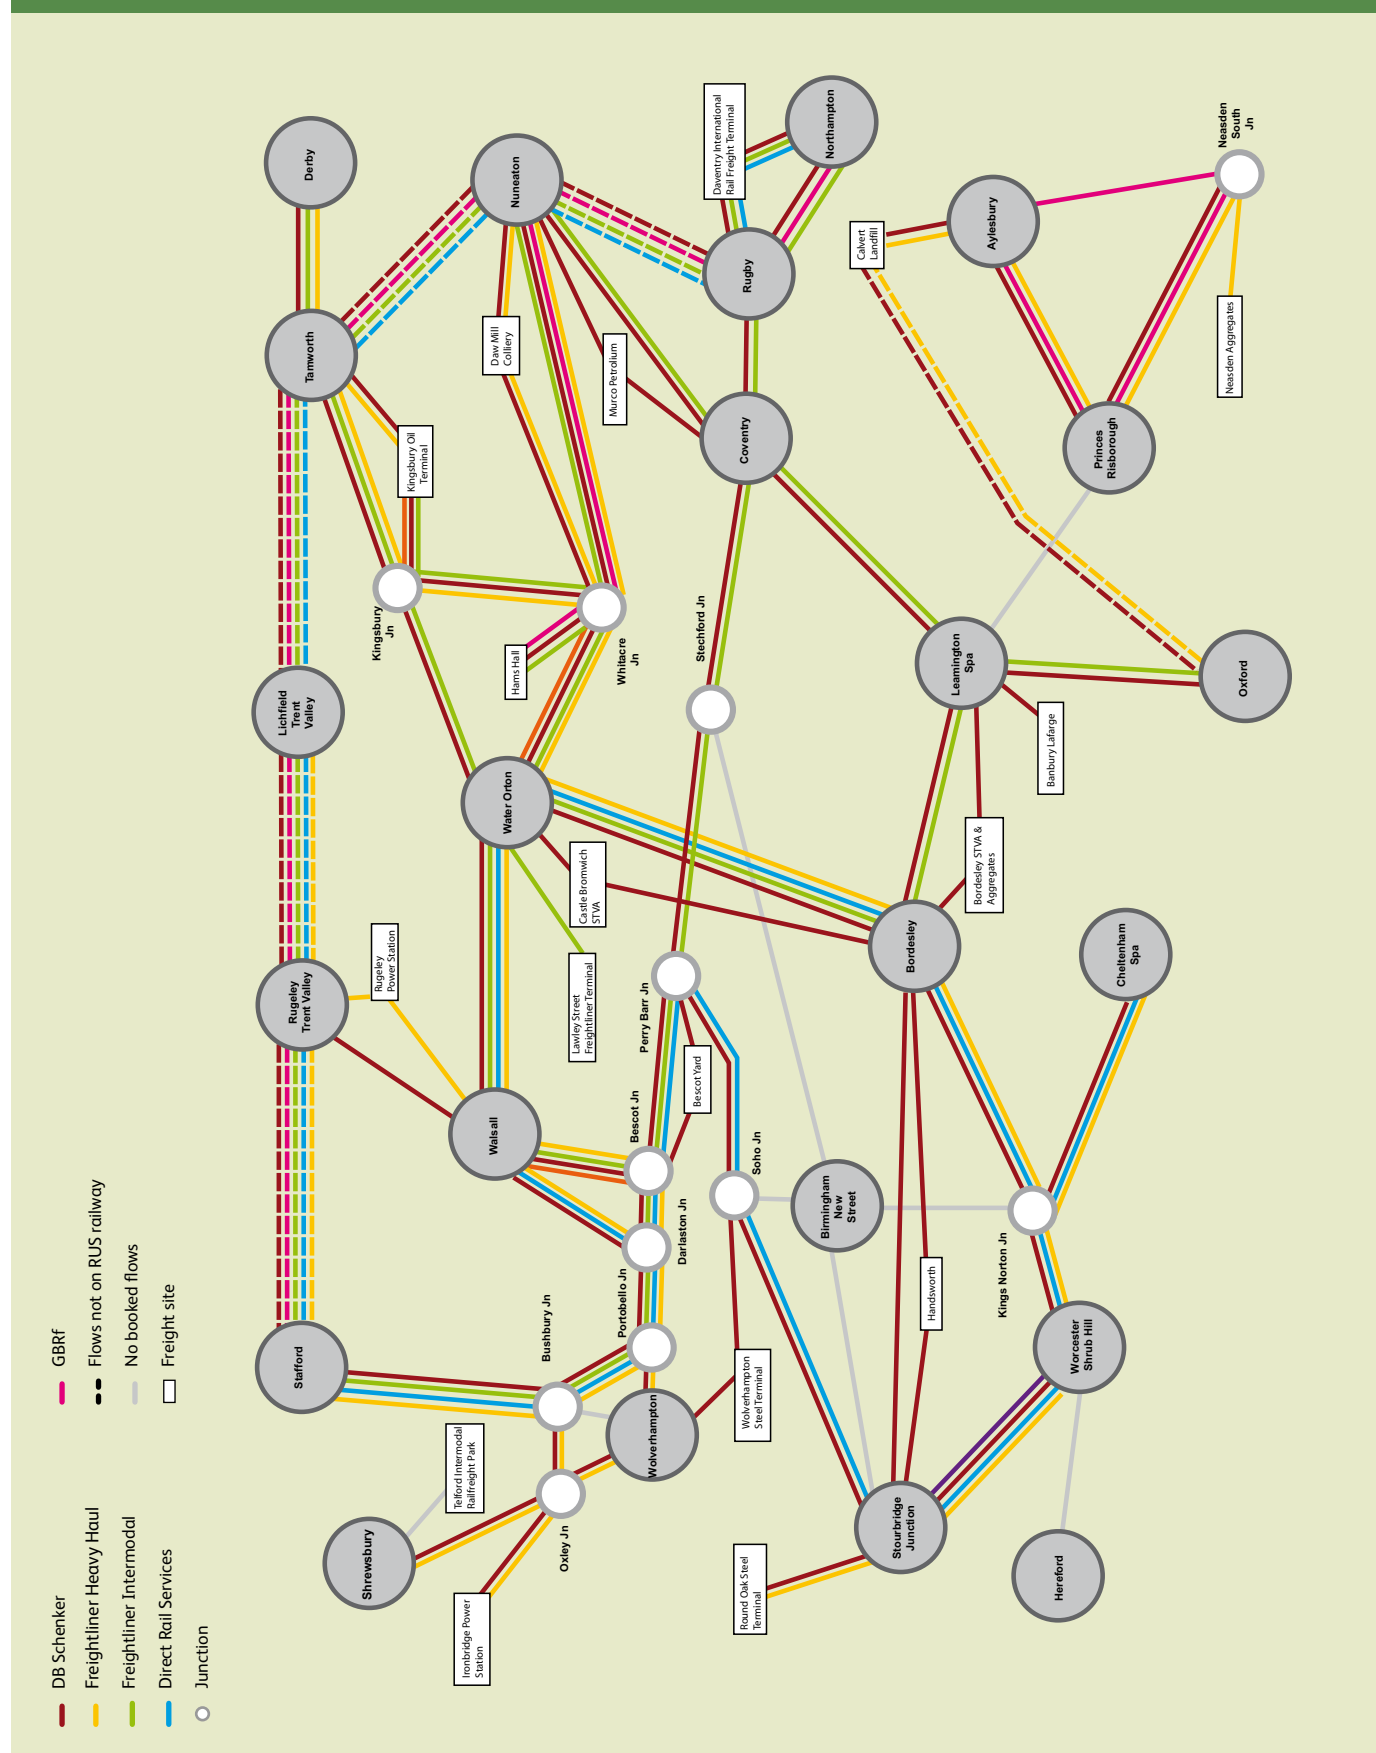 DB Schenker
Freightliner Heavy Haul
Freightliner Intermodal
Direct Rail Services
Junction
GBRf
Flows not on RUS railway
No booked flows
Freight site
Shrewsbury
Telford Intermodal
Railfreight Park
Ironbridge Power
Station
Oxley Jn
Bushbury Jn
Wolverhampton
Stafford
Portobello Jn
Darlaston Jn
Bescot Jn
Walsall
Rugeley
Trent Valley
Rugeley
Power Station
Lichfield
Trent
Valley
Tamworth
Derby
Kingsbury
Jn
Kingsbury Oil
Terminal
Nuneaton
Daw Mill
Colliery
Murco Petrolium
Hams Hall
Whitacre
Jn
Water Orton
Castle Bromwich
STVA
Lawley Street
Freightliner Terminal
Perry Barr Jn
Bescot Yard
Soho Jn
Stechford Jn
Coventry
Rugby
Daventry International
Rail Freight Terminal
Northampton
Wolverhampton
Steel Terminal
Round Oak Steel
Terminal
Birmingham
New
Street
Stourbridge
Junction
Handsworth
Bordesley
Bordesley STVA &
Aggregates
Leamington
Spa
Banbury Lafarge
Calvert
Landfill
Aylesbury
Princes
Risborough
Neasden
South
Jn
Neasden Aggregates
Oxford
Cheltenham
Spa
Kings Norton Jn
Worcester
Shrub Hill
Hereford